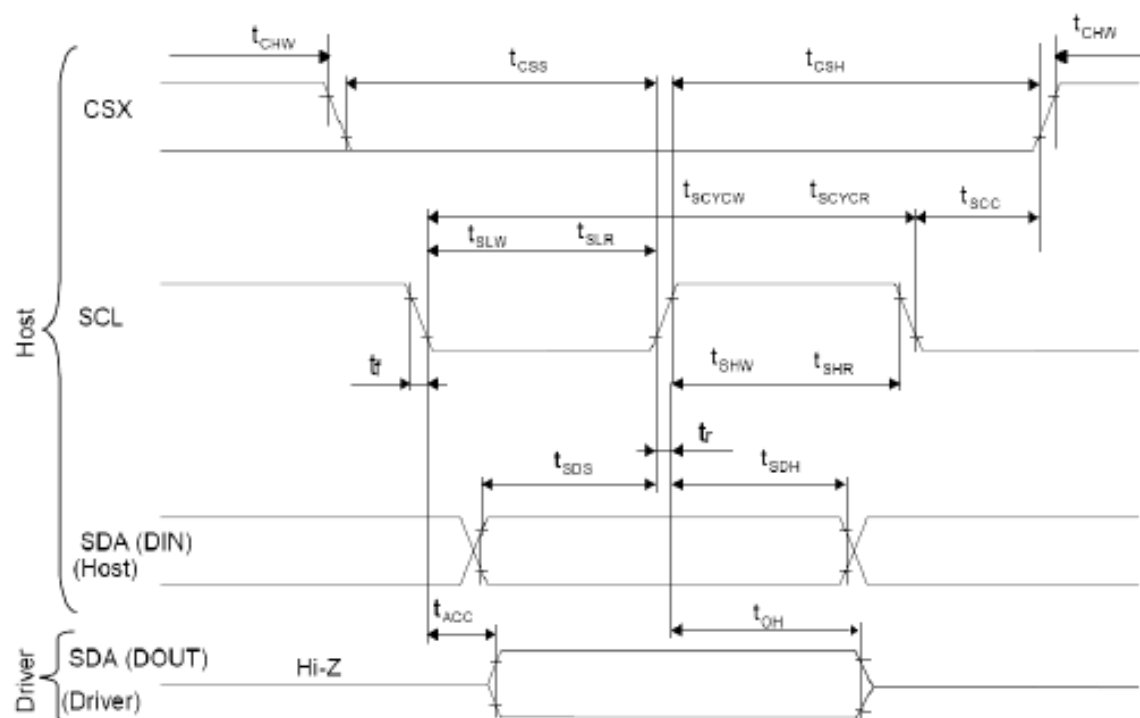 tCHW
tCHW
tCSS
tCSH
CSX
tSCYCW
tSCYCR
tSCC
tSLW
tSLR
Host
SCL
tf
tSHW
tSHR
tr
tSDS
tSDH
SDA (DIN)
(Host)
tACC
tOH
Driver
SDA (DOUT)
Hi-Z
(Driver)